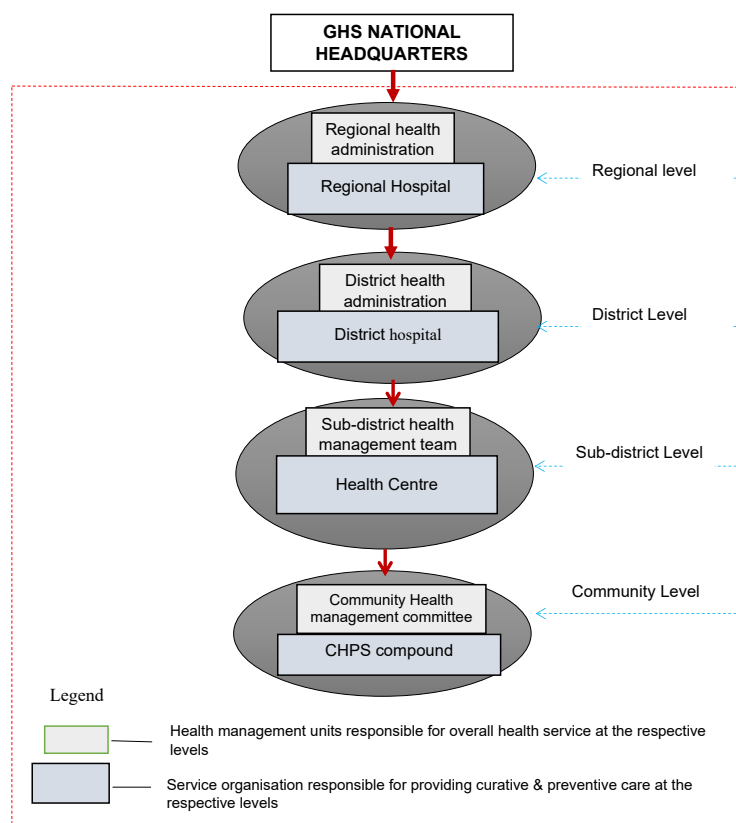 GHS NATIONAL
HEADQUARTERS
Regional health
administration
Regional Hospital
Regional level
District health
administration
District hospital
District Level
Sub-district health
management team
Health Centre
Sub-district Level
Community Health
management committee
CHPS compound
Community Level
Legend
Health management units responsible for overall health service at the respective
levels
Service organisation responsible for providing curative & preventive care at the
respective levels